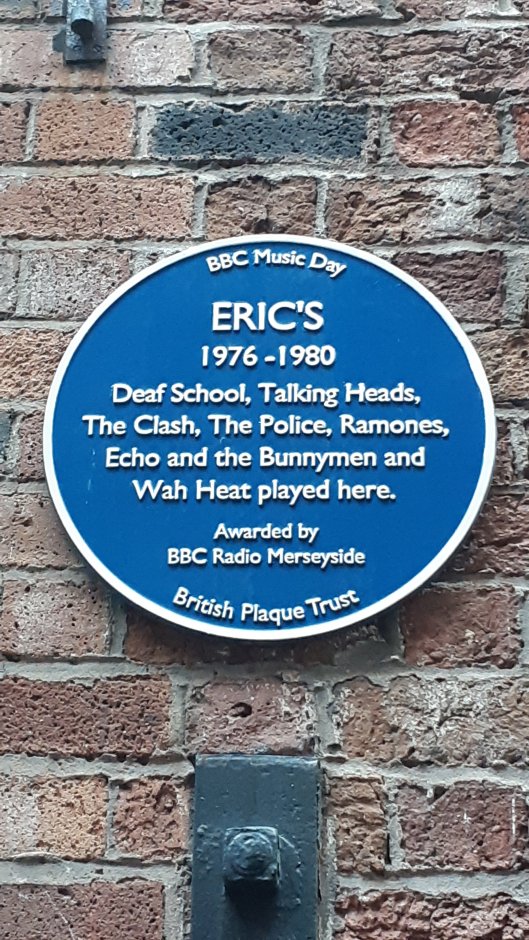 BBC Music Day
ERIC'S
1976 - 1980
Deaf School, Talking Heads,
The Clash, The Police, Ramones,
Echo and the Bunnymen and
Wah Heat played here.
Awarded by
BBC Radio Merseyside
British Plaque Trust